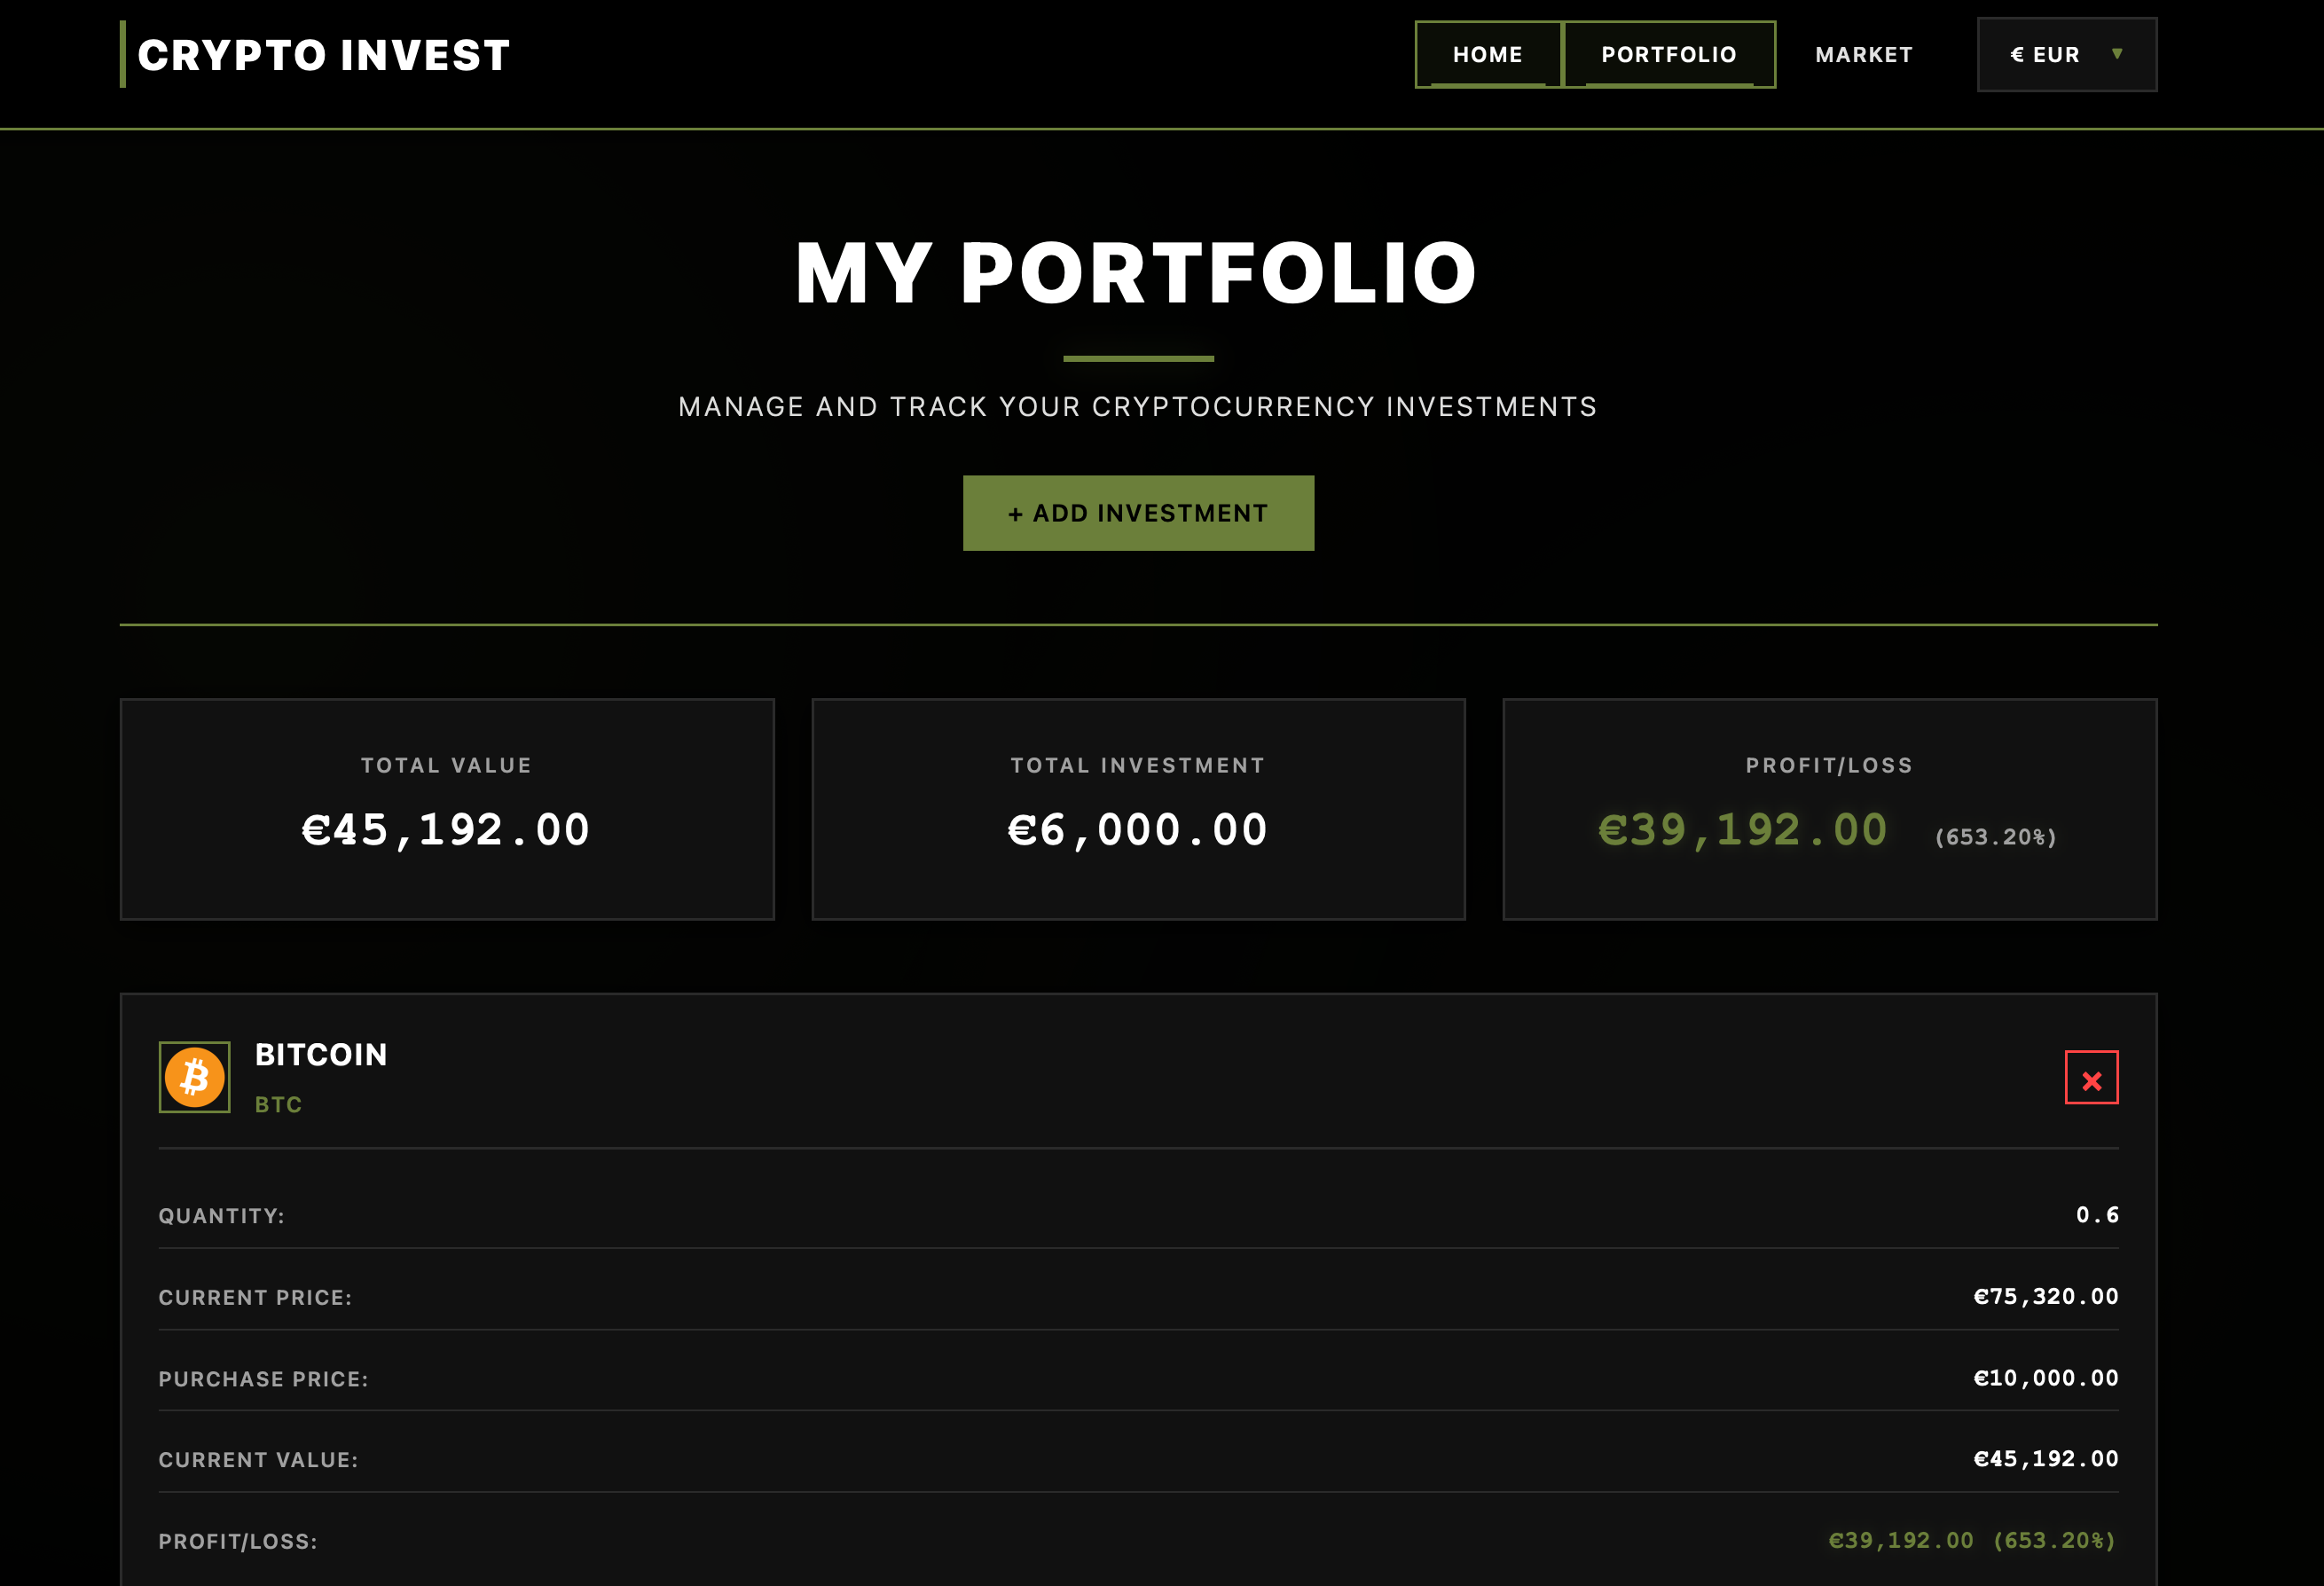 CRYPTO INVEST HOME PORTFOLIO MARKET € EUR ▼
MY PORTFOLIO
MANAGE AND TRACK YOUR CRYPTOCURRENCY INVESTMENTS
+ ADD INVESTMENT
TOTAL VALUE
€45,192.00
TOTAL INVESTMENT
€6,000.00
PROFIT/LOSS
€39,192.00 (653.20%)
BITCOIN
BTC
×
QUANTITY: 0.6
CURRENT PRICE: €75,320.00
PURCHASE PRICE: €10,000.00
CURRENT VALUE: €45,192.00
PROFIT/LOSS: €39,192.00 (653.20%)